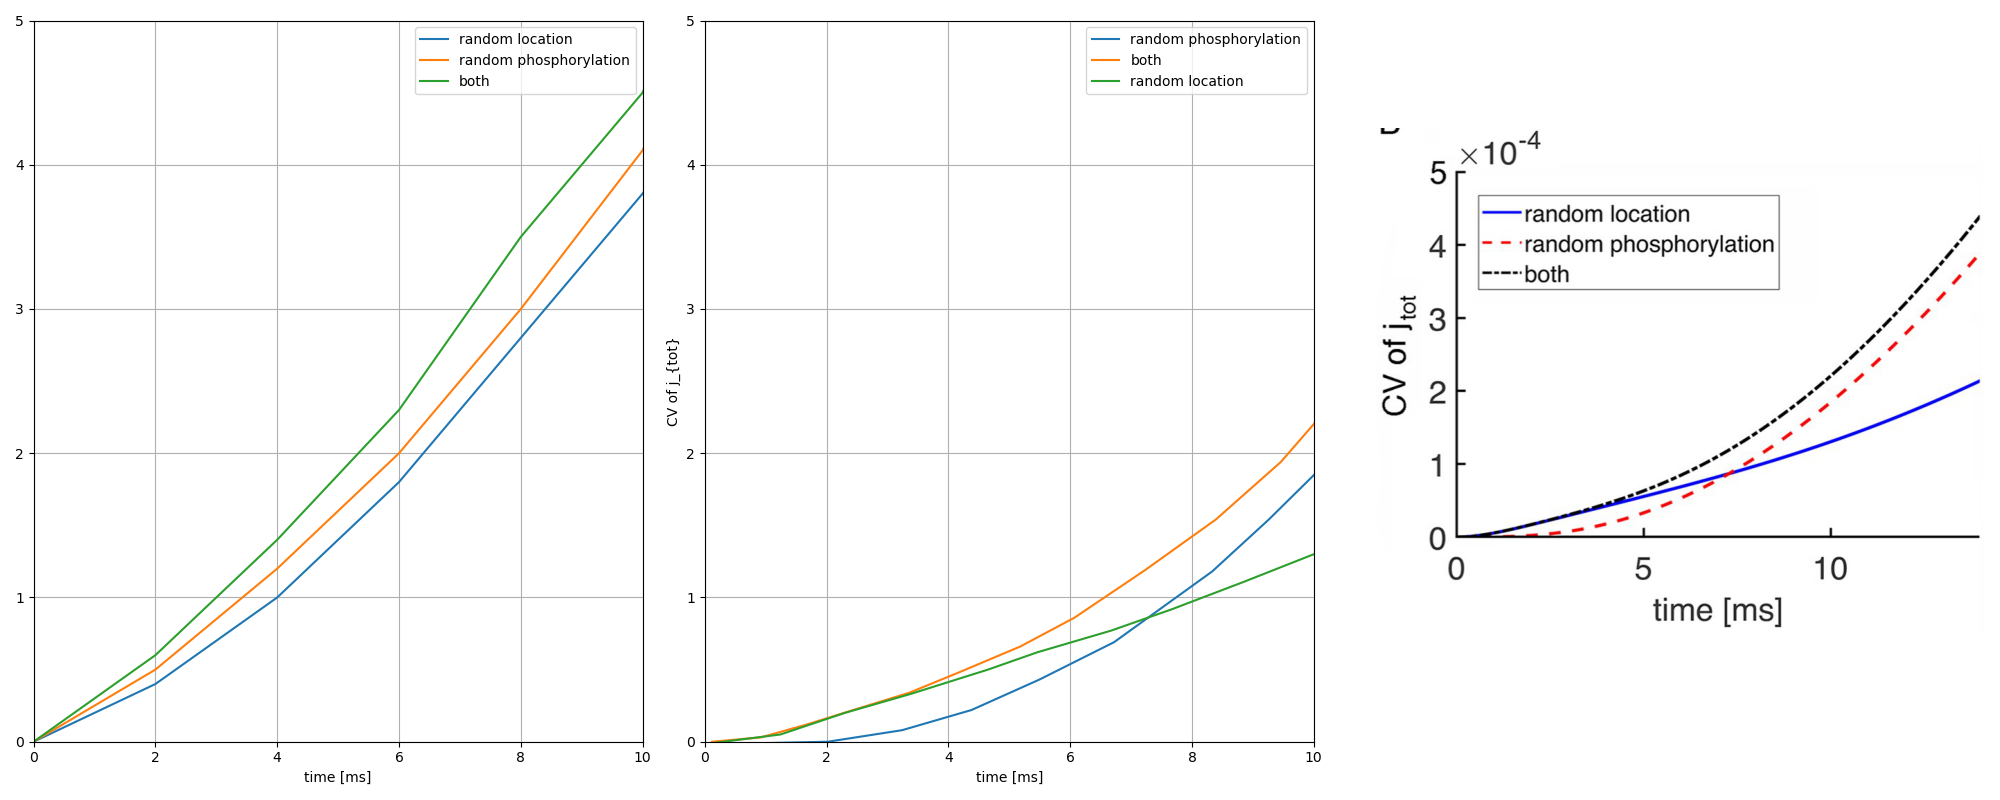 5
4
3
2
1
0
0 2 4 6 8 10
time [ms]
random location
random phosphorylation
both
CV of j_{tot}
5
4
3
2
1
0
0 2 4 6 8 10
time [ms]
random phosphorylation
both
random location
×10-4
CV of jtot
5
4
3
2
1
0
0 5 10
time [ms]
random location
random phosphorylation
both